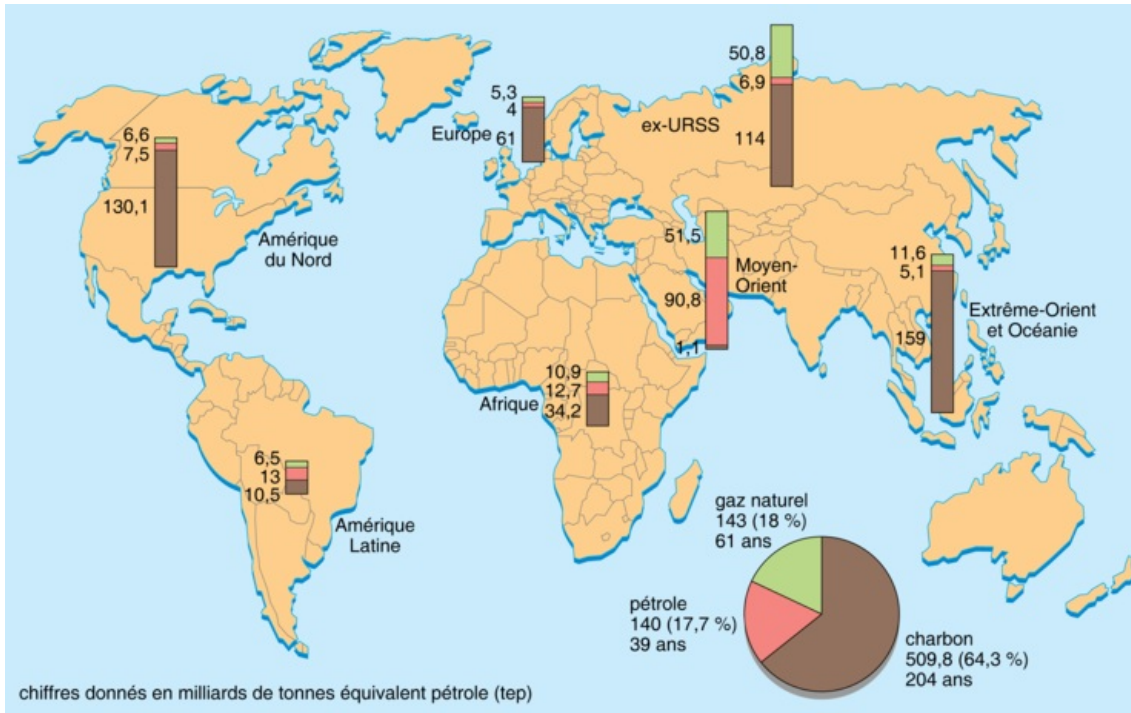 50,8
6,9
114
ex-URSS
5,3
4
Europe
61
6,6
7,5
130,1
Amérique
du Nord
51,5
Moyen-
Orient
90,8
1,1
11,6
5,1
Extrême-Orient
et Océanie
159
10,9
12,7
Afrique
34,2
6,5
13
10,5
Amérique
Latine
gaz naturel
143 (18 %)
61 ans
pétrole
140 (17,7 %)
39 ans
charbon
509,8 (64,3 %)
204 ans
chiffres donnés en milliards de tonnes équivalent pétrole (tep)